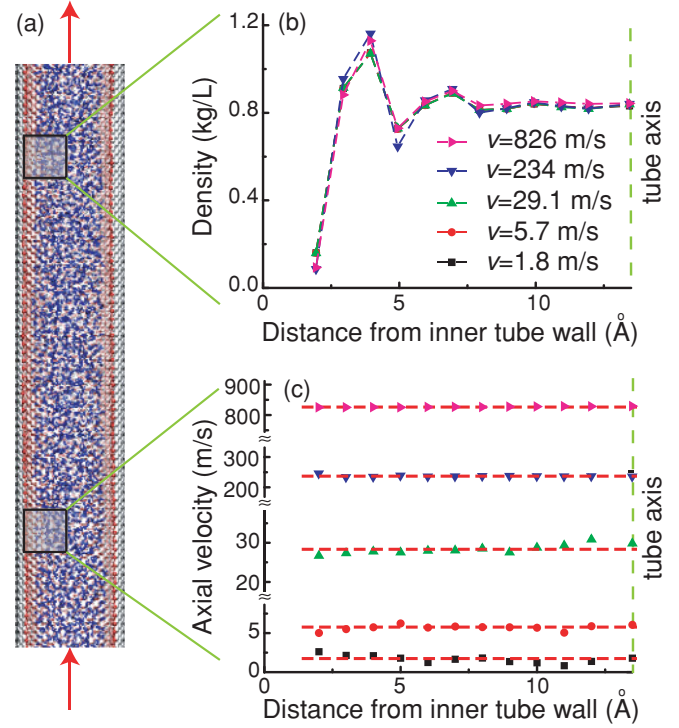 (a)
(b)
Density (kg/L)
1.2
0.8
0.4
0.0
v=826 m/s
v=234 m/s
v=29.1 m/s
v=5.7 m/s
v=1.8 m/s
tube axis
0 5 10
Distance from inner tube wall (Å)
(c)
Axial velocity (m/s)
900
800
300
200
30
20
5
0
tube axis
0 5 10
Distance from inner tube wall (Å)